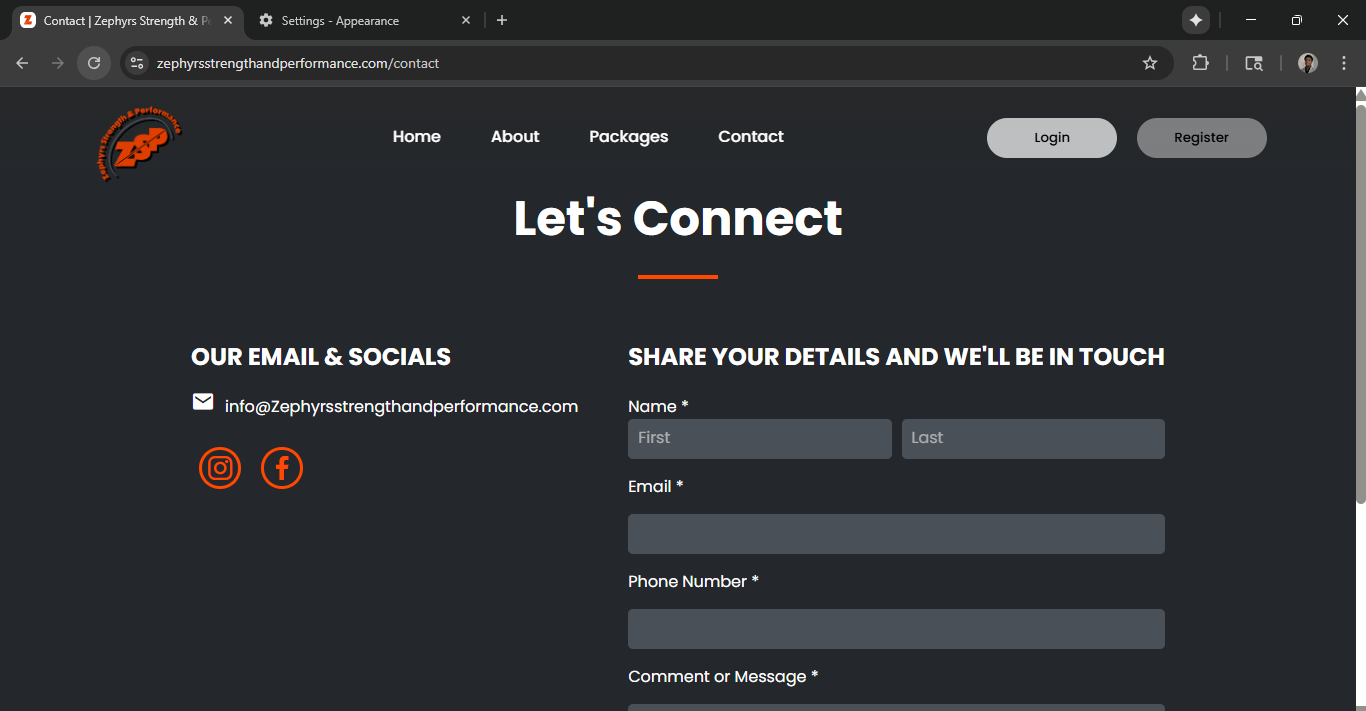 Contact | Zephyrs Strength & P
Settings - Appearance
zephyrsstrengthandperformance.com/contact
Zephyrs Strength & Performance
ZSP
Home
About
Packages
Contact
Login
Register
Let's Connect
OUR EMAIL & SOCIALS
info@Zephyrsstrengthandperformance.com
SHARE YOUR DETAILS AND WE'LL BE IN TOUCH
Name *
First
Last
Email *
Phone Number *
Comment or Message *